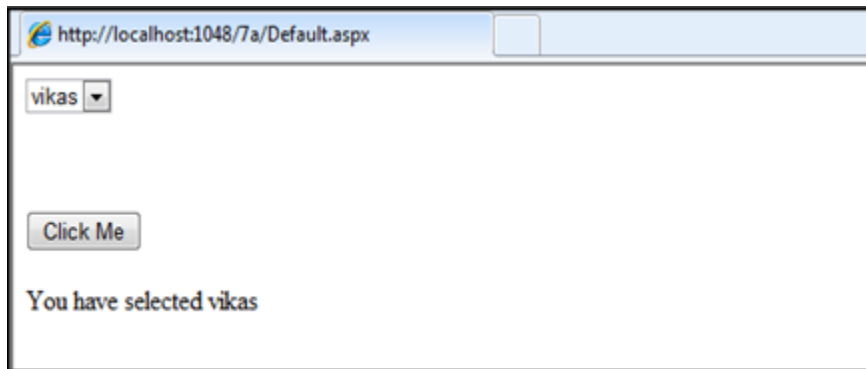 http://localhost:1048/7a/Default.aspx
vikas
Click Me
You have selected vikas